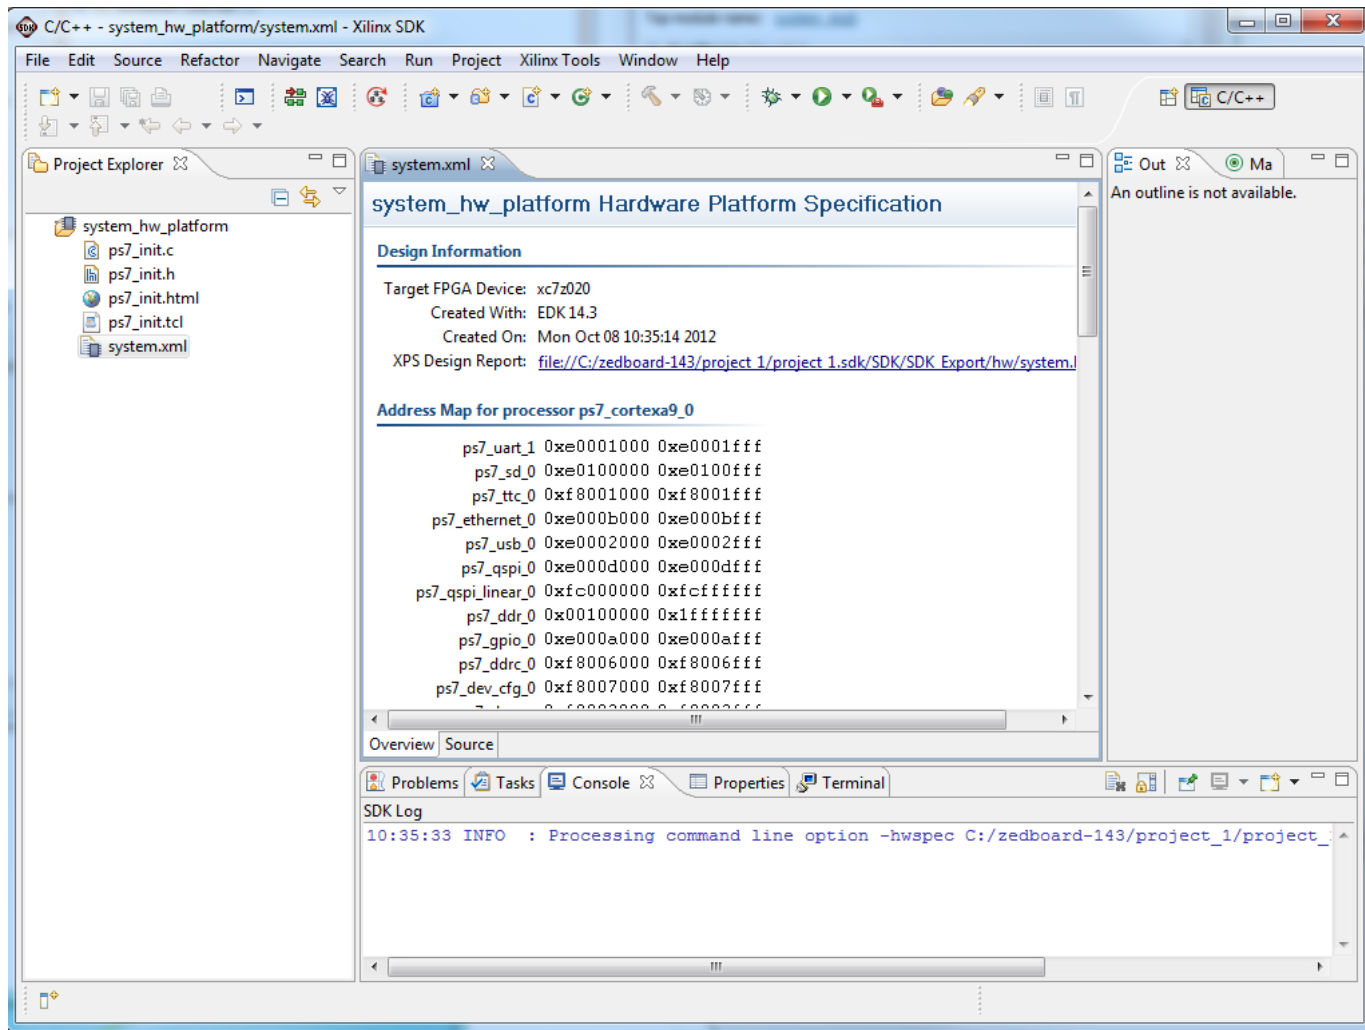 C/C++ - system_hw_platform/system.xml - Xilinx SDK
File Edit Source Refactor Navigate Search Run Project Xilinx Tools Window Help
C/C++
Project Explorer
system_hw_platform
ps7_init.c
ps7_init.h
ps7_init.html
ps7_init.tcl
system.xml
system.xml
system_hw_platform Hardware Platform Specification
Design Information
Target FPGA Device: xc7z020
Created With: EDK 14.3
Created On: Mon Oct 08 10:35:14 2012
XPS Design Report: file://C:/zedboard-143/project 1/project 1.sdk/SDK/SDK Export/hw/system.
Address Map for processor ps7_cortexa9_0
ps7_uart_1 0xe0001000 0xe0001fff
ps7_sd_0 0xe0100000 0xe0100fff
ps7_ttc_0 0xf8001000 0xf8001fff
ps7_ethernet_0 0xe000b000 0xe000bfff
ps7_usb_0 0xe0002000 0xe0002fff
ps7_qspi_0 0xe000d000 0xe000dfff
ps7_qspi_linear_0 0xfc000000 0xfcffffff
ps7_ddr_0 0x00100000 0x1fffffff
ps7_gpio_0 0xe000a000 0xe000afff
ps7_ddrc_0 0xf8006000 0xf8006fff
ps7_dev_cfg_0 0xf8007000 0xf8007fff
Overview Source
Out Ma
An outline is not available.
Problems Tasks Console Properties Terminal
SDK Log
10:35:33 INFO : Processing command line option -hwspec C:/zedboard-143/project_1/project_